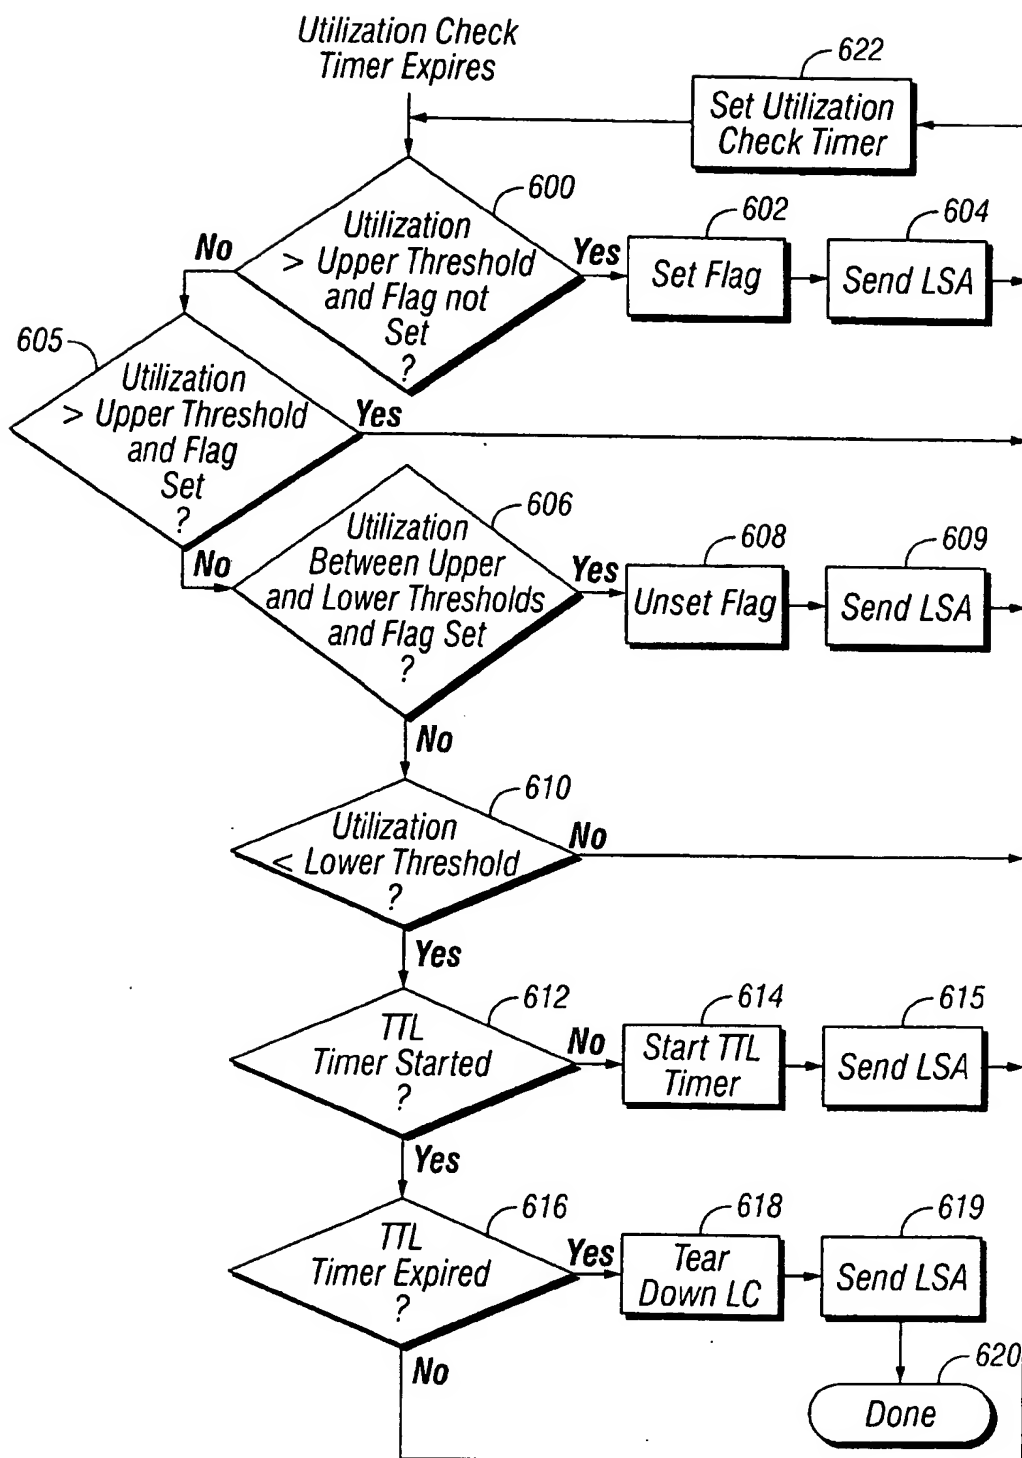 Utilization Check
Timer Expires
622
Set Utilization
Check Timer
600
Utilization
> Upper Threshold
and Flag not
Set
?
No
Yes
602
Set Flag
604
Send LSA
605
Utilization
> Upper Threshold
and Flag
Set
?
Yes
No
606
Utilization
Between Upper
and Lower Thresholds
and Flag Set
?
Yes
608
Unset Flag
609
Send LSA
No
610
Utilization
< Lower Threshold
?
No
Yes
612
TTL
Timer Started
?
No
614
Start TTL
Timer
615
Send LSA
Yes
616
TTL
Timer Expired
?
Yes
618
Tear
Down LC
619
Send LSA
No
620
Done